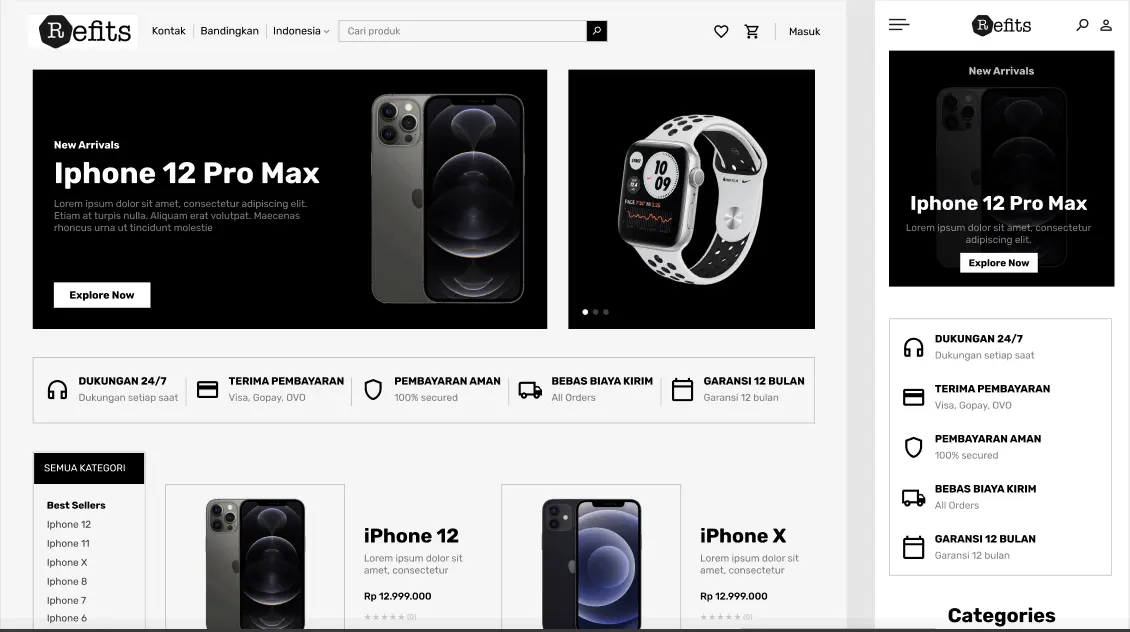 Refits
Kontak
Bandingkan
Indonesia
Cari produk
Masuk
New Arrivals
Iphone 12 Pro Max
Lorem ipsum dolor sit amet, consectetur adipiscing elit.
Etiam at turpis nulla. Aliquam erat volutpat. Maecenas
rhoncus urna ut tincidunt molestie
Explore Now
10
09
DUKUNGAN 24/7
Dukungan setiap saat
TERIMA PEMBAYARAN
Visa, Gopay, OVO
PEMBAYARAN AMAN
100% secured
BEBAS BIAYA KIRIM
All Orders
GARANSI 12 BULAN
Garansi 12 bulan
SEMUA KATEGORI
Best Sellers
Iphone 12
Iphone 11
Iphone X
Iphone 8
Iphone 7
Iphone 6
iPhone 12
Lorem ipsum dolor sit
amet, consectetur
Rp 12.999.000
(0)
iPhone X
Lorem ipsum dolor sit
amet, consectetur
Rp 12.999.000
(0)
Refits
New Arrivals
Iphone 12 Pro Max
Lorem ipsum dolor sit amet, consectetur
adipiscing elit.
Explore Now
DUKUNGAN 24/7
Dukungan setiap saat
TERIMA PEMBAYARAN
Visa, Gopay, OVO
PEMBAYARAN AMAN
100% secured
BEBAS BIAYA KIRIM
All Orders
GARANSI 12 BULAN
Garansi 12 bulan
Categories